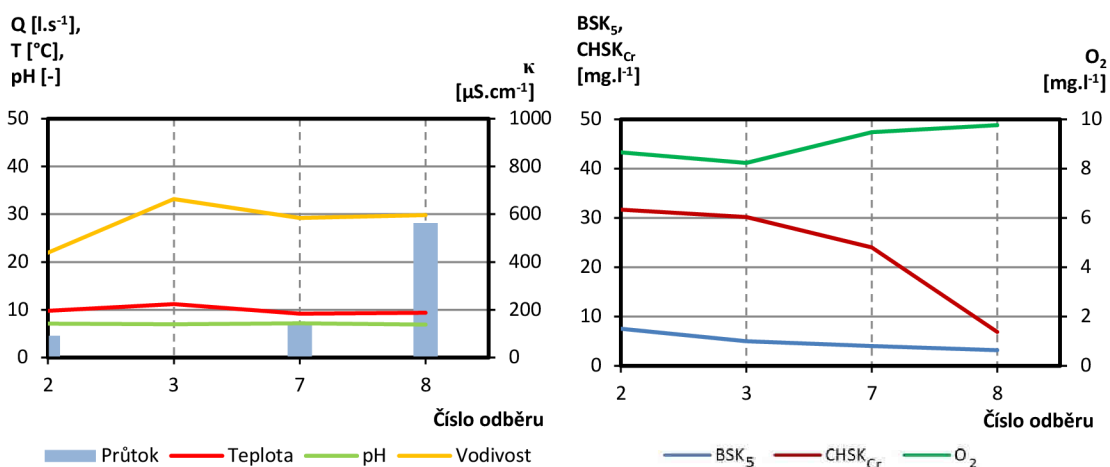 Q [l.s⁻¹],
T [°C],
pH [-]
κ
[µS.cm⁻¹]
50
40
30
20
10
0
1000
800
600
400
200
0
2 3 7 8
Číslo odběru
Průtok Teplota pH Vodivost
BSK₅,
CHSK_Cr
[mg.l⁻¹]
O₂
[mg.l⁻¹]
50
40
30
20
10
0
10
8
6
4
2
0
2 3 7 8
Číslo odběru
BSK₅ CHSK_Cr O₂